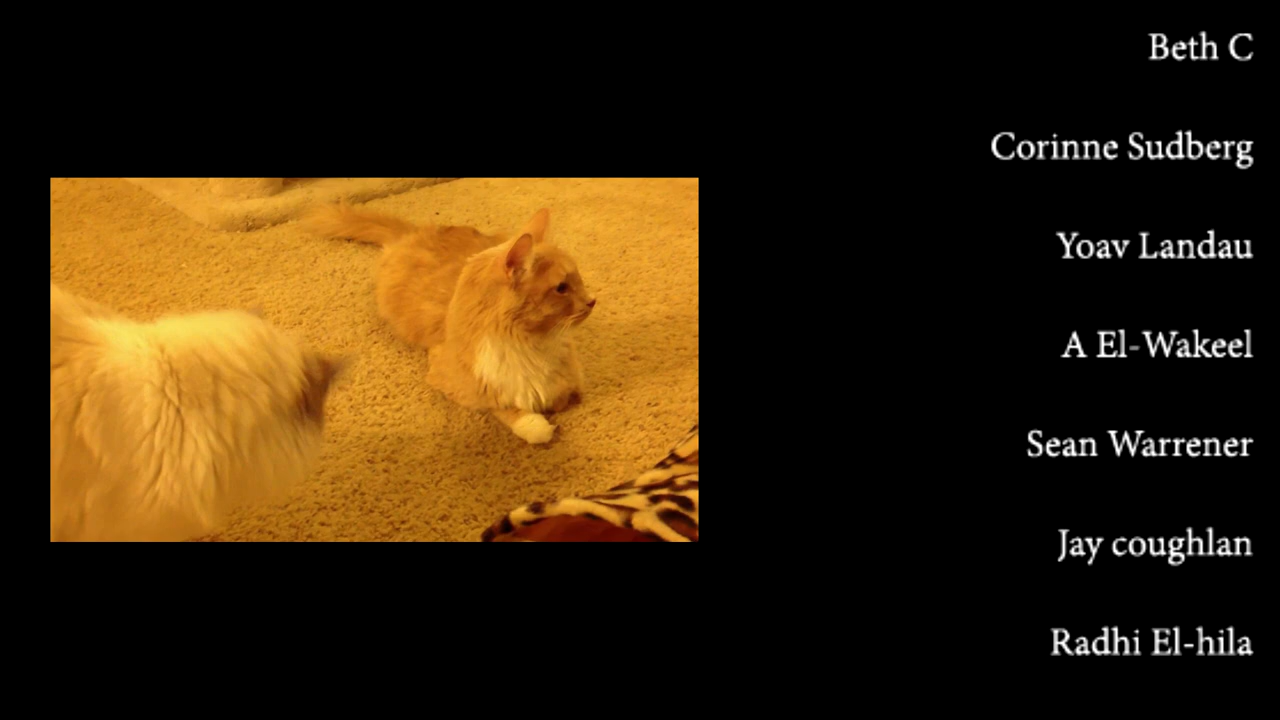 Beth C
Corinne Sudberg
Yoav Landau
A El-Wakeel
Sean Warrener
Jay coughlan
Radhi El-hila